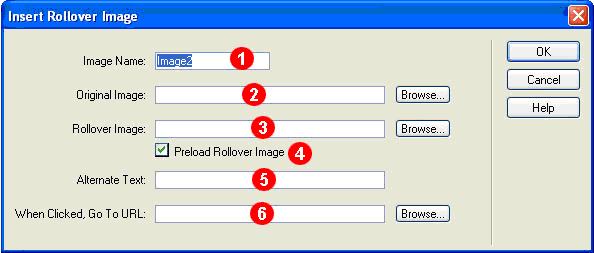 Insert Rollover Image
Image Name: Image2 1
OK
Original Image: 2 Browse...
Cancel
Rollover Image: 3 Browse...
Help
Preload Rollover Image 4
Alternate Text: 5
When Clicked, Go To URL: 6 Browse...